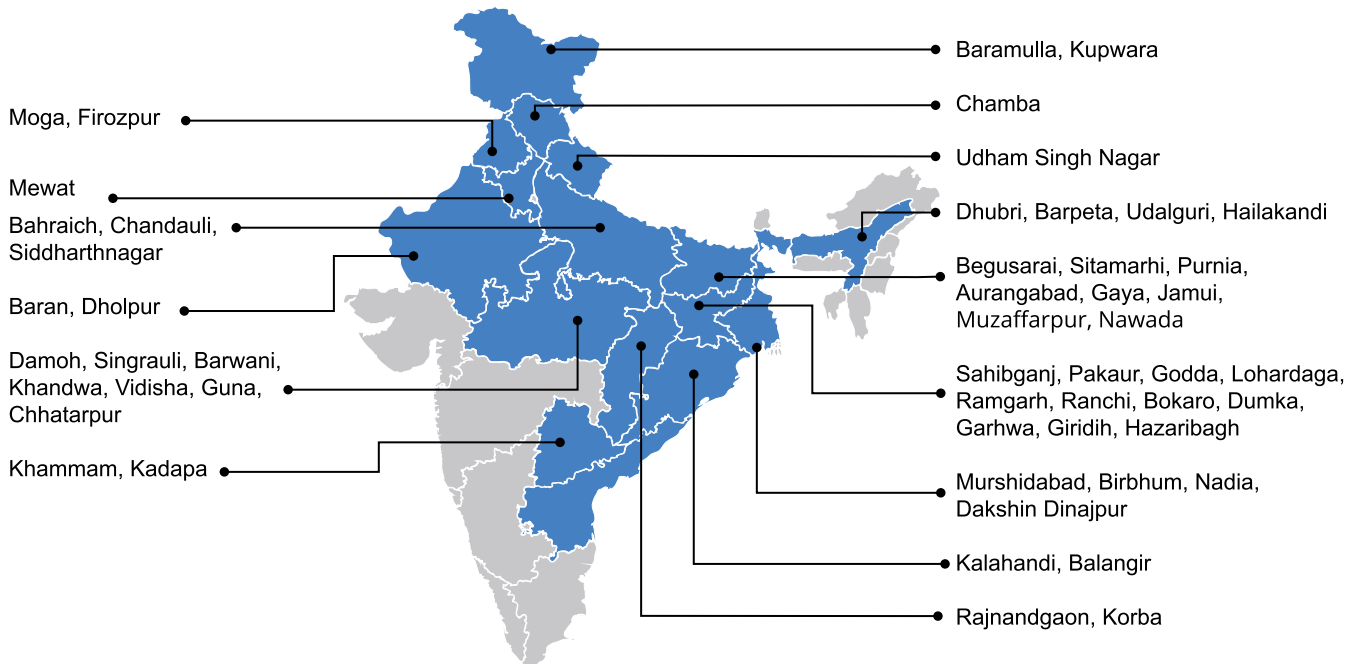 Moga, Firozpur
Mewat
Bahraich, Chandauli,
Siddharthnagar
Baran, Dholpur
Damoh, Singrauli, Barwani,
Khandwa, Vidisha, Guna,
Chhatarpur
Khammam, Kadapa
Baramulla, Kupwara
Chamba
Udham Singh Nagar
Dhubri, Barpeta, Udalguri, Hailakandi
Begusarai, Sitamarhi, Purnia,
Aurangabad, Gaya, Jamui,
Muzaffarpur, Nawada
Sahibganj, Pakaur, Godda, Lohardaga,
Ramgarh, Ranchi, Bokaro, Dumka,
Garhwa, Giridih, Hazaribagh
Murshidabad, Birbhum, Nadia,
Dakshin Dinajpur
Kalahandi, Balangir
Rajnandgaon, Korba